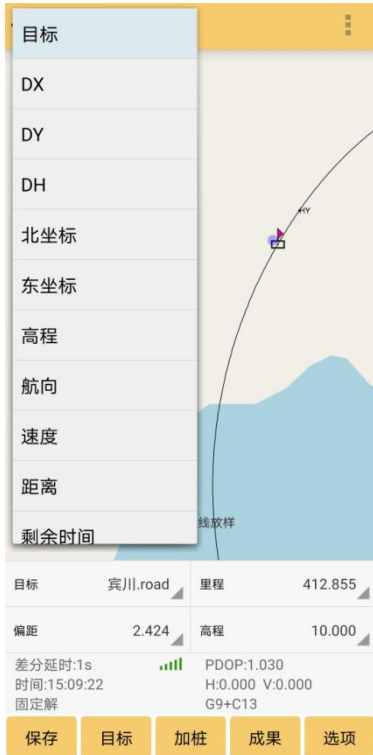 目标
DX
DY
DH
北坐标
东坐标
高程
航向
速度
距离
剩余时间
HY
线放样
目标 宾川.road 里程 412.855
偏距 2.424 高程 10.000
差分延时:1s PDOP:1.030
时间:15:09:22 H:0.000 V:0.000
固定解 G9+C13
保存 目标 加桩 成果 选项